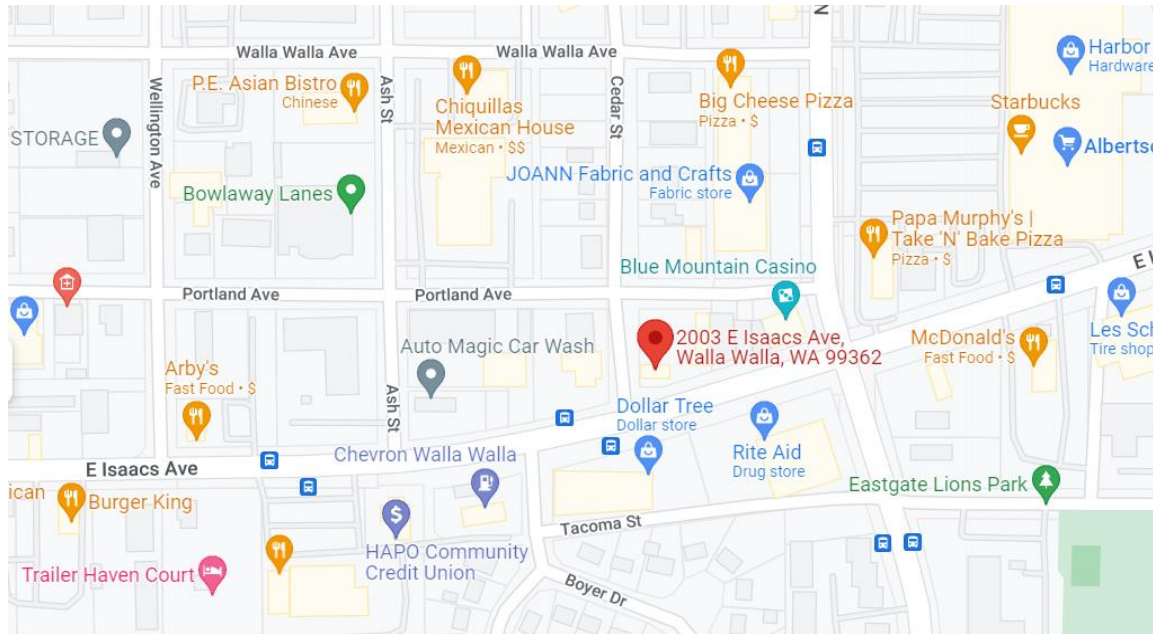 N
Walla Walla Ave
Walla Walla Ave
Harbor
Hardware
P.E. Asian Bistro
Chinese
Ash St
Cedar St
Wellington Ave
Chiquillas
Mexican House
Mexican • $$
Big Cheese Pizza
Pizza • $
Starbucks
STORAGE
Albertso
JOANN Fabric and Crafts
Fabric store
Bowlaway Lanes
Papa Murphy's |
Take 'N' Bake Pizza
Pizza • $
Blue Mountain Casino
E I
Portland Ave
Portland Ave
2003 E Isaacs Ave,
Walla Walla, WA 99362
McDonald's
Fast Food • $
Les Sch
Tire shop
Auto Magic Car Wash
Arby's
Fast Food • $
Ash St
Dollar Tree
Dollar store
Rite Aid
Drug store
E Isaacs Ave
Chevron Walla Walla
Eastgate Lions Park
ican
Burger King
$
Tacoma St
HAPO Community
Credit Union
Trailer Haven Court
Boyer Dr